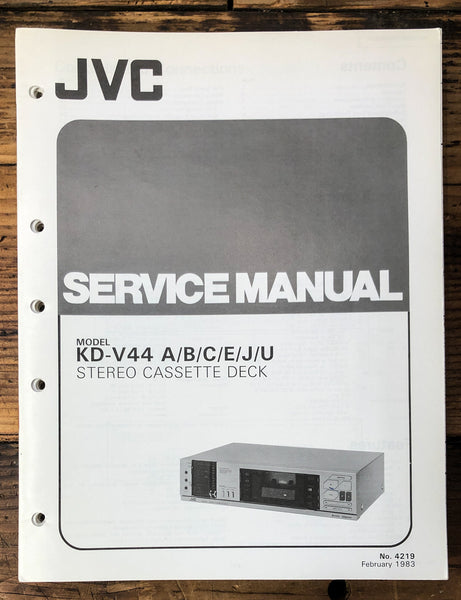 JVC
SERVICE MANUAL
MODEL
KD-V44 A/B/C/E/J/U
STEREO CASSETTE DECK
No. 4219
February 1983